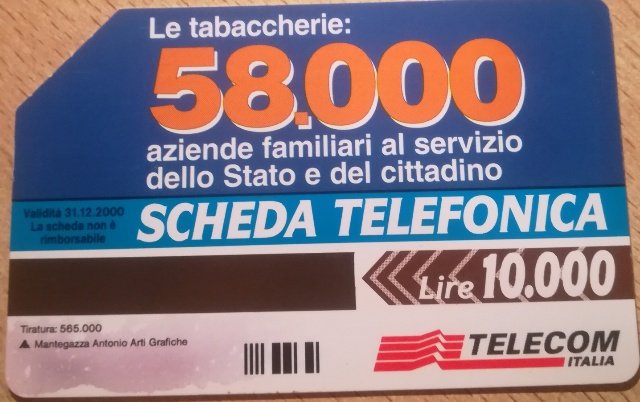 Le tabaccherie:
58.000
aziende familiari al servizio
dello Stato e del cittadino
Validità 31.12.2000
La scheda non è
rimborsabile
SCHEDA TELEFONICA
Lire 10.000
Tiratura: 565.000
Mantegazza Antonio Arti Grafiche
TELECOM
ITALIA